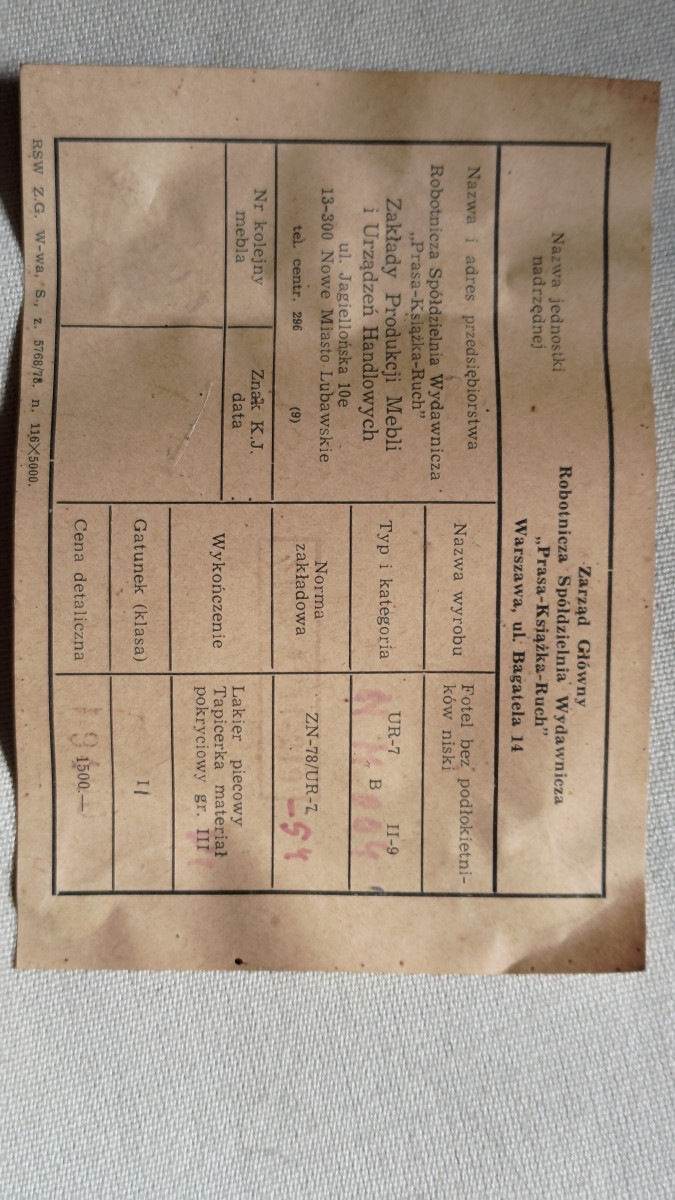 Nazwa jednostki
nadrzędnej
Zarząd Główny
Robotnicza Spółdzielnia Wydawnicza
„Prasa-Książka-Ruch”
Warszawa, ul. Bagatela 14
Nazwa i adres przedsiębiorstwa
Robotnicza Spółdzielnia Wydawnicza
„Prasa-Książka-Ruch”
Zakłady Produkcji Mebli
i Urządzeń Handlowych
ul. Jagiellońska 10e
13-300 Nowe Miasto Lubawskie
tel. centr. 296 (9)
Nr kolejny
mebla
Znak K.J.
data
Nazwa wyrobu
Fotel bez podłokietni-
ków niski
Typ i kategoria
UR-7 B II-9
Norma
zakładowa
ZN-78/UR-7
Wykończenie
Lakier piecowy
Tapicerka materiał
pokryciowy gr. III
Gatunek (klasa)
I
Cena detaliczna
1500.—
RSW Z.G. W-wa, S., z. 5768/78. n. 116×5000.